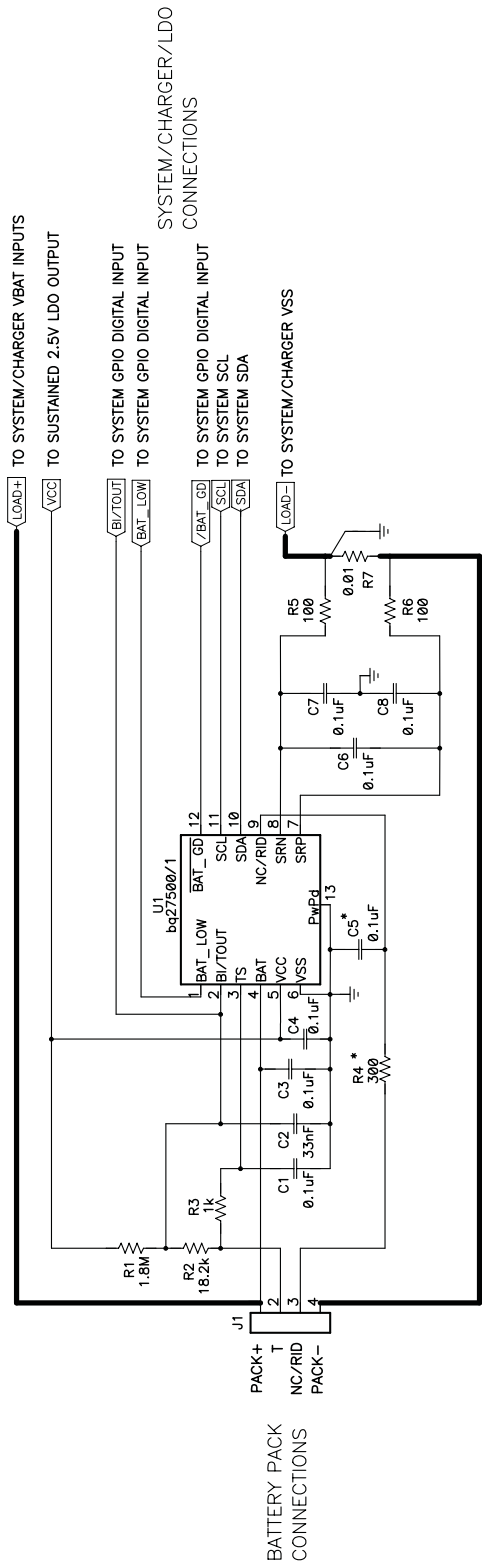 BATTERY PACK
CONNECTIONS
PACK+
T
NC/RID
PACK-
J1
2
3
4
R1
1.8M
R2
18.2k
R3
1k
C1
0.1uF
C2
33nF
C3
0.1uF
C4
0.1uF
R4*
300
C5*
0.1uF
U1
bq27500/1
1 BAT_LOW
2 BI/TOUT
3 TS
4 BAT
5 VCC
6 VSS
BAT_GD 12
SCL 11
SDA 10
NC/RID 9
SRN 8
SRP 7
PwPd 13
C6
0.1uF
C7
0.1uF
C8
0.1uF
R5
100
R6
100
0.01
R7
LOAD+ TO SYSTEM/CHARGER VBAT INPUTS
VCC TO SUSTAINED 2.5V LDO OUTPUT
BI/TOUT TO SYSTEM GPIO DIGITAL INPUT
BAT_LOW TO SYSTEM GPIO DIGITAL INPUT
/BAT_GD TO SYSTEM GPIO DIGITAL INPUT
SCL TO SYSTEM SCL
SDA TO SYSTEM SDA
LOAD- TO SYSTEM/CHARGER VSS
SYSTEM/CHARGER/LDO
CONNECTIONS